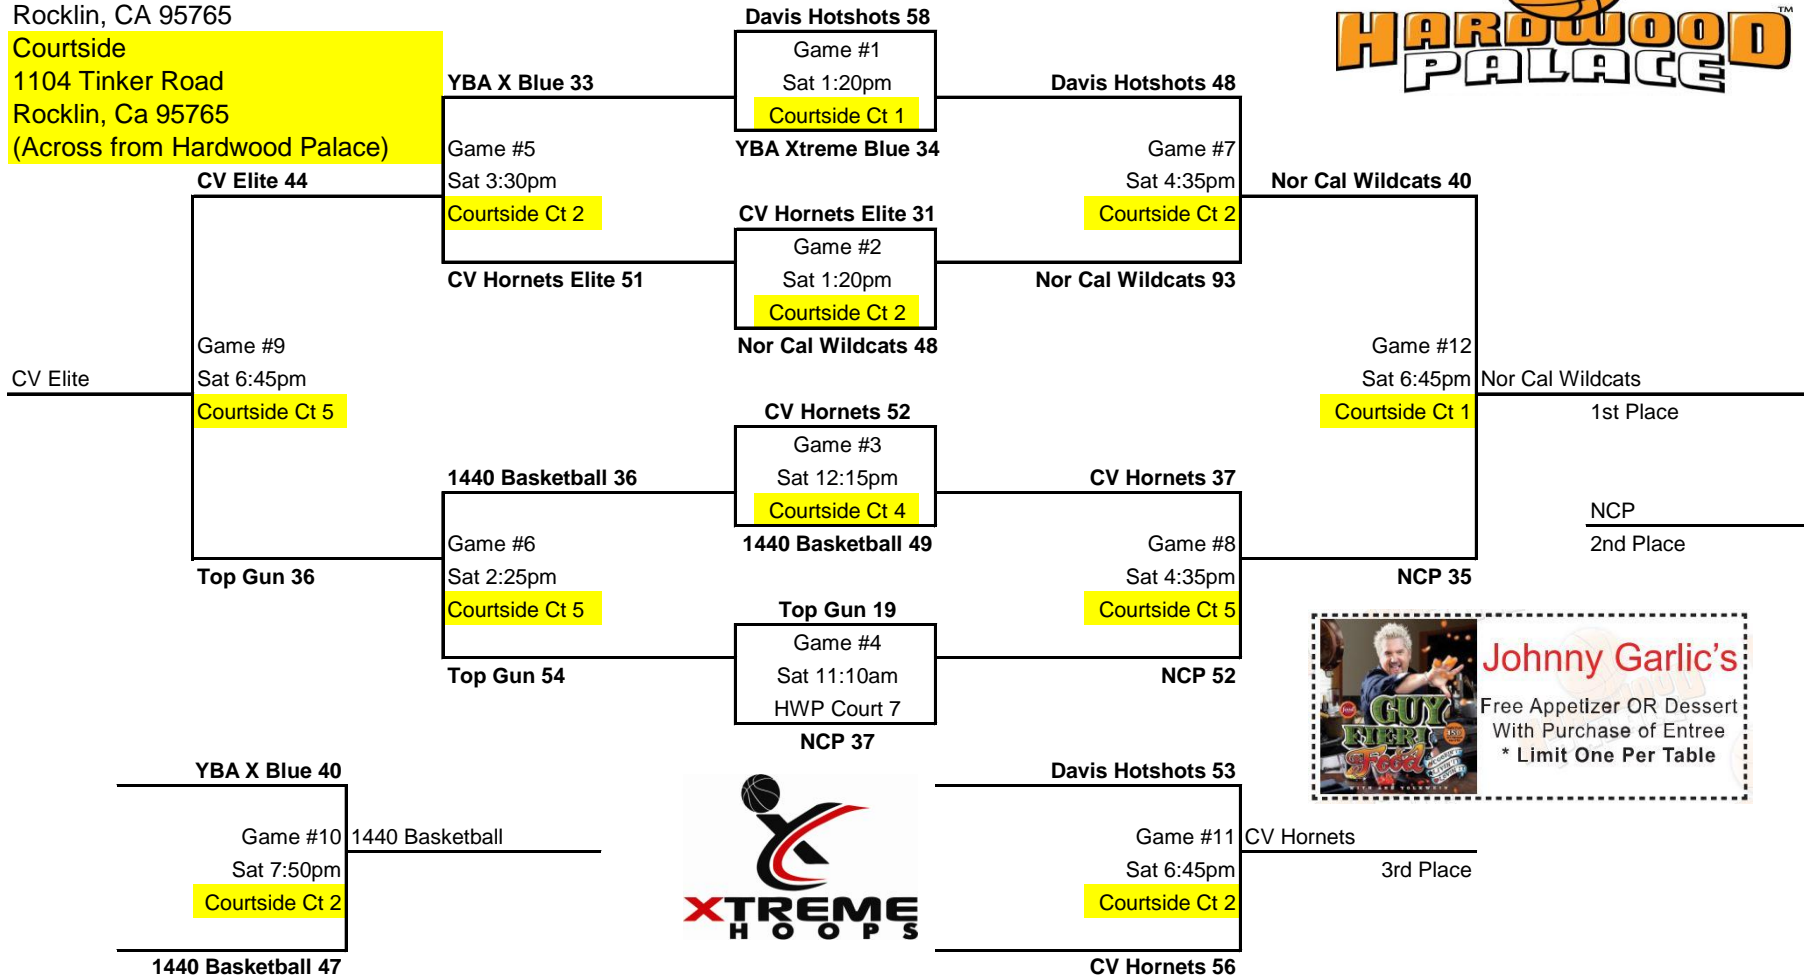 Rocklin, CA 95765
Courtside
1104 Tinker Road
Rocklin, Ca 95765
(Across from Hardwood Palace)
HARDWOOD
PALACE
TM
Davis Hotshots 58
Game #1
Sat 1:20pm
Courtside Ct 1
YBA Xtreme Blue 34
YBA X Blue 33
Game #5
Sat 3:30pm
Courtside Ct 2
CV Hornets Elite 51
Davis Hotshots 48
Game #7
Sat 4:35pm
Courtside Ct 2
Nor Cal Wildcats 93
CV Hornets Elite 31
Game #2
Sat 1:20pm
Courtside Ct 2
Nor Cal Wildcats 48
CV Elite 44
Game #9
Sat 6:45pm
Courtside Ct 5
Top Gun 36
CV Elite
Nor Cal Wildcats 40
Game #12
Sat 6:45pm
Courtside Ct 1
NCP 35
Nor Cal Wildcats
1st Place
NCP
2nd Place
CV Hornets 52
Game #3
Sat 12:15pm
Courtside Ct 4
1440 Basketball 49
1440 Basketball 36
Game #6
Sat 2:25pm
Courtside Ct 5
Top Gun 54
CV Hornets 37
Game #8
Sat 4:35pm
Courtside Ct 5
NCP 52
Top Gun 19
Game #4
Sat 11:10am
HWP Court 7
NCP 37
Johnny Garlic's
Free Appetizer OR Dessert
With Purchase of Entree
* Limit One Per Table
GUY
FIERI
Food
YBA X Blue 40
Game #10
Sat 7:50pm
Courtside Ct 2
1440 Basketball 47
1440 Basketball
XTREME
HOOPS
Davis Hotshots 53
Game #11
Sat 6:45pm
Courtside Ct 2
CV Hornets 56
CV Hornets
3rd Place